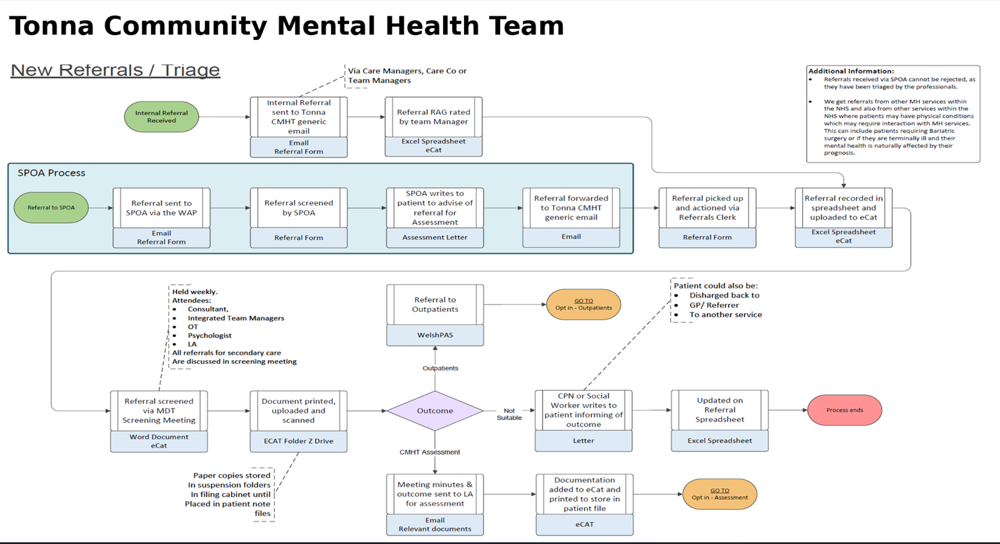 Tonna Community Mental Health Team
New Referrals / Triage
Via Care Managers, Care Co or
Team Managers
Additional Information:
• Referrals received via SPOA cannot be rejected, as
they have been triaged by the professionals.
• We get referrals from other MH services within
the NHS and also from other services within the
NHS where patients may have physical conditions
which may require interaction with MH services.
This can include patients requiring Bariatric
surgery or if they are terminally ill and their
mental health is naturally affected by their
prognosis.
Internal Referral
Received
Internal Referral
sent to Tonna
CMHT generic
email
Email
Referral Form
Referral RAG rated
by team Manager
Excel Spreadsheet
eCat
SPOA Process
Referral to SPOA
Referral sent to
SPOA via the WAP
Email
Referral Form
Referral screened
by SPOA
Referral Form
SPOA writes to
patient to advise of
referral for
Assessment
Assessment Letter
Referral forwarded
to Tonna CMHT
generic email
Email
Referral picked up
and actioned via
Referrals Clerk
Referral Form
Referral recorded in
spreadsheet and
uploaded to eCat
Excel Spreadsheet
eCat
Held weekly.
Attendees:
• Consultant,
• Integrated Team Managers
• OT
• Psychologist
• LA
All referrals for secondary care
Are discussed in screening meeting
Referral to
Outpatients
WelshPAS
GO TO
Opt in - Outpatients
Patient could also be:
• Disharged back to
• GP/ Referrer
• To another service
Outpatients
Referral screened
via MDT
Screening Meeting
Word Document
eCat
Document printed,
uploaded and
scanned
ECAT Folder Z Drive
Outcome
Not
Suitable
CPN or Social
Worker writes to
patient informing of
outcome
Letter
Updated on
Referral
Spreadsheet
Excel Spreadsheet
Process ends
CMHT Assessment
Paper copies stored
In suspension folders
In filing cabinet until
Placed in patient note
files
Meeting minutes &
outcome sent to LA
for assessment
Email
Relevant documents
Documentation
added to eCat and
printed to store in
patient file
eCAT
GO TO
Opt in - Assessment